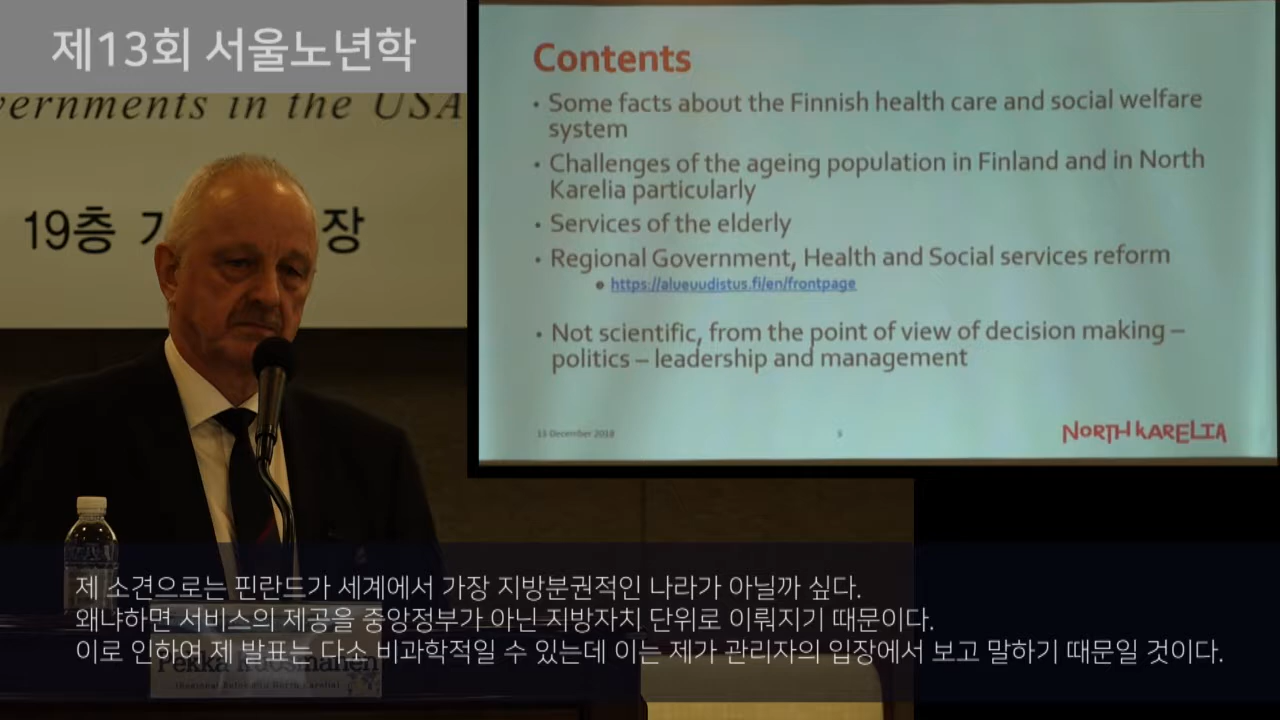 제13회 서울노년학
ernments in the USA
19층
장
Contents
• Some facts about the Finnish health care and social welfare
system
• Challenges of the ageing population in Finland and in North
Karelia particularly
• Services of the elderly
• Regional Government, Health and Social services reform
• https://alueuudistus.fi/en/frontpage
• Not scientific, from the point of view of decision making –
politics – leadership and management
13 December 2018
NORTH KARELIA
제 소견으로는 핀란드가 세계에서 가장 지방분권적인 나라가 아닐까 싶다.
왜냐하면 서비스의 제공을 중앙정부가 아닌 지방자치 단위로 이뤄지기 때문이다.
이로 인하여 제 발표는 다소 비과학적일 수 있는데 이는 제가 관리자의 입장에서 보고 말하기 때문일 것이다.
Pekka